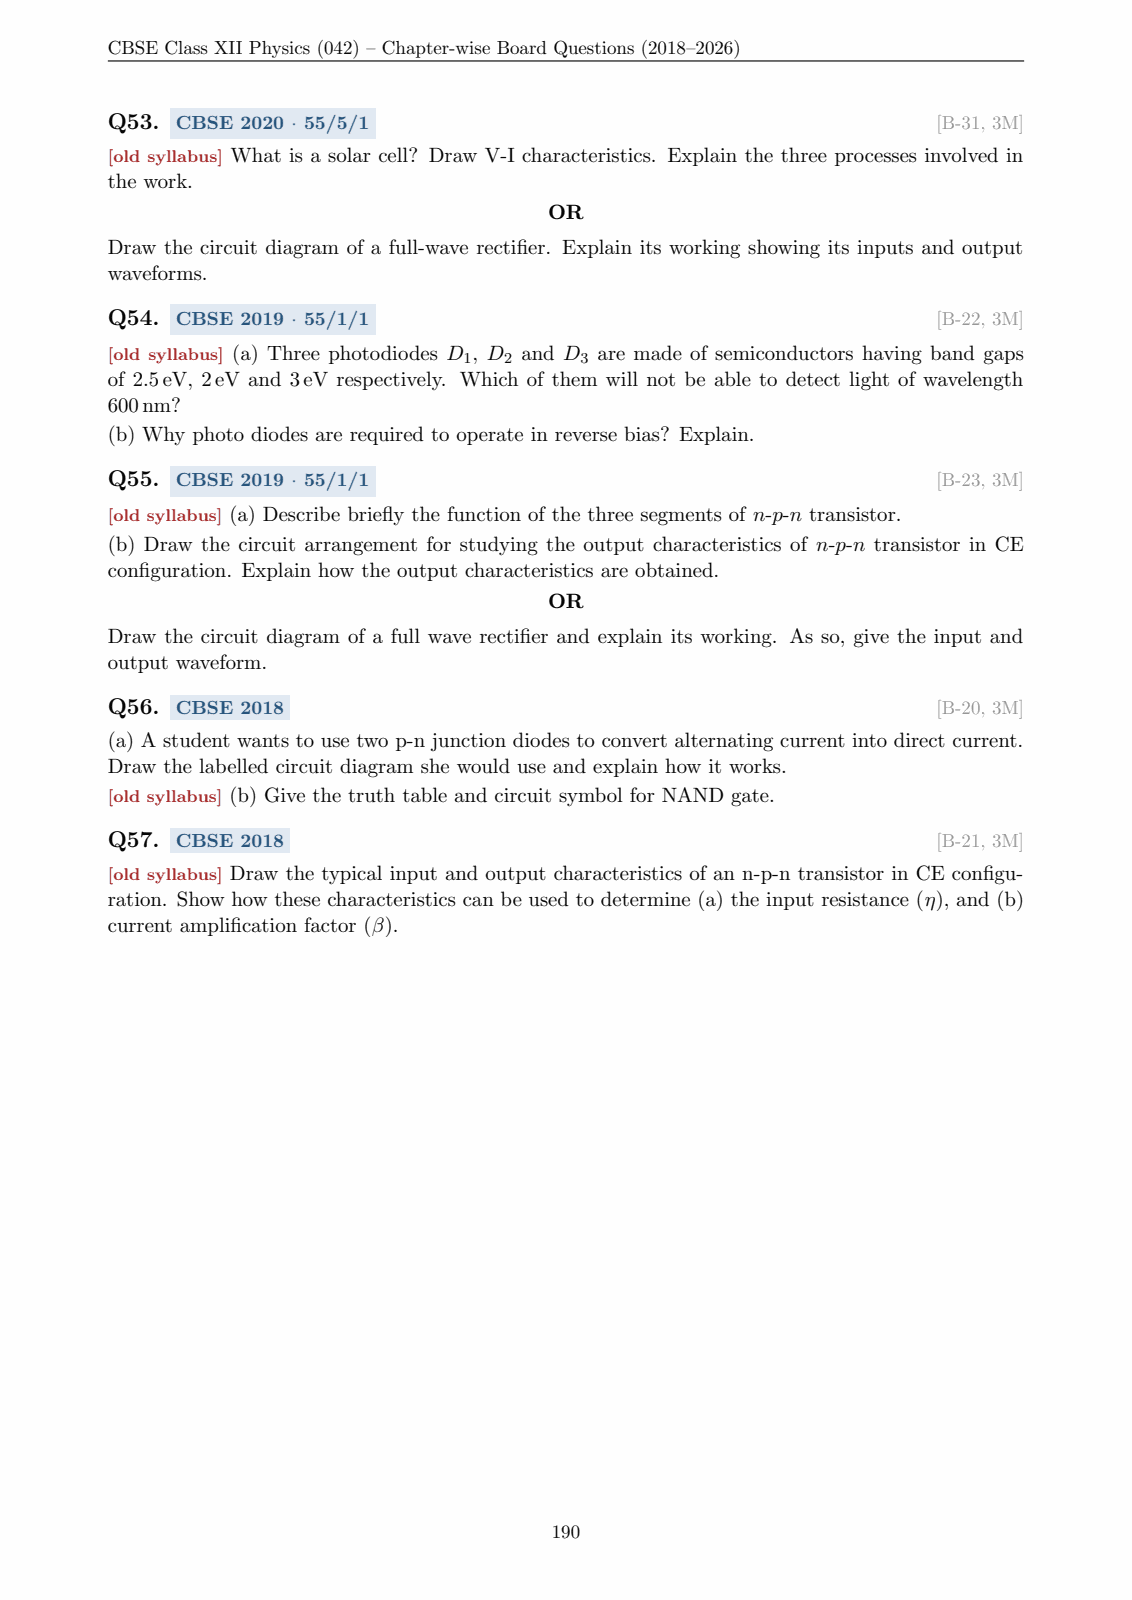 CBSE Class XII Physics (042) – Chapter-wise Board Questions (2018–2026)
Q53. CBSE 2020 · 55/5/1 [B-31, 3M]
[old syllabus] What is a solar cell? Draw V-I characteristics. Explain the three processes involved in
the work.
OR
Draw the circuit diagram of a full-wave rectifier. Explain its working showing its inputs and output
waveforms.
Q54. CBSE 2019 · 55/1/1 [B-22, 3M]
[old syllabus] (a) Three photodiodes D₁, D₂ and D₃ are made of semiconductors having band gaps
of 2.5 eV, 2 eV and 3 eV respectively. Which of them will not be able to detect light of wavelength
600 nm?
(b) Why photo diodes are required to operate in reverse bias? Explain.
Q55. CBSE 2019 · 55/1/1 [B-23, 3M]
[old syllabus] (a) Describe briefly the function of the three segments of n-p-n transistor.
(b) Draw the circuit arrangement for studying the output characteristics of n-p-n transistor in CE
configuration. Explain how the output characteristics are obtained.
OR
Draw the circuit diagram of a full wave rectifier and explain its working. As so, give the input and
output waveform.
Q56. CBSE 2018 [B-20, 3M]
(a) A student wants to use two p-n junction diodes to convert alternating current into direct current.
Draw the labelled circuit diagram she would use and explain how it works.
[old syllabus] (b) Give the truth table and circuit symbol for NAND gate.
Q57. CBSE 2018 [B-21, 3M]
[old syllabus] Draw the typical input and output characteristics of an n-p-n transistor in CE configu-
ration. Show how these characteristics can be used to determine (a) the input resistance (η), and (b)
current amplification factor (β).
190